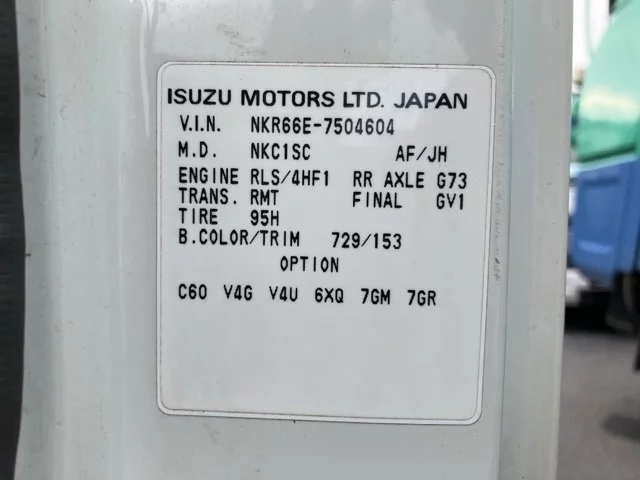 ISUZU MOTORS LTD. JAPAN
V.I.N. NKR66E-7504604
M.D. NKC1SC AF/JH
ENGINE RLS/4HF1 RR AXLE G73
TRANS. RMT FINAL GV1
TIRE 95H
B.COLOR/TRIM 729/153
OPTION
C60 V4G V4U 6XQ 7GM 7GR